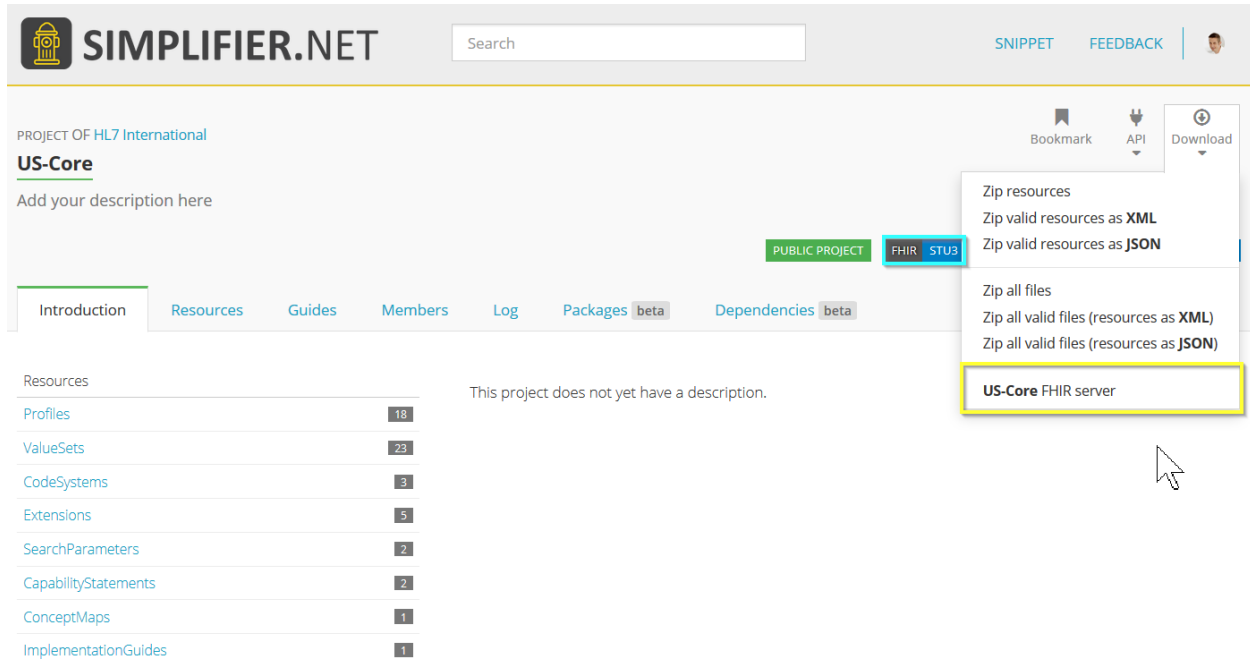 SIMPLIFIER.NET
Search
SNIPPET
FEEDBACK
PROJECT OF HL7 International
US-Core
Add your description here
Bookmark
API
Download
Zip resources
Zip valid resources as XML
Zip valid resources as JSON
Zip all files
Zip all valid files (resources as XML)
Zip all valid files (resources as JSON)
US-Core FHIR server
PUBLIC PROJECT
FHIR STU3
Introduction
Resources
Guides
Members
Log
Packages beta
Dependencies beta
Resources
Profiles 18
ValueSets 23
CodeSystems 3
Extensions 5
SearchParameters 2
CapabilityStatements 2
ConceptMaps 1
ImplementationGuides 1
This project does not yet have a description.